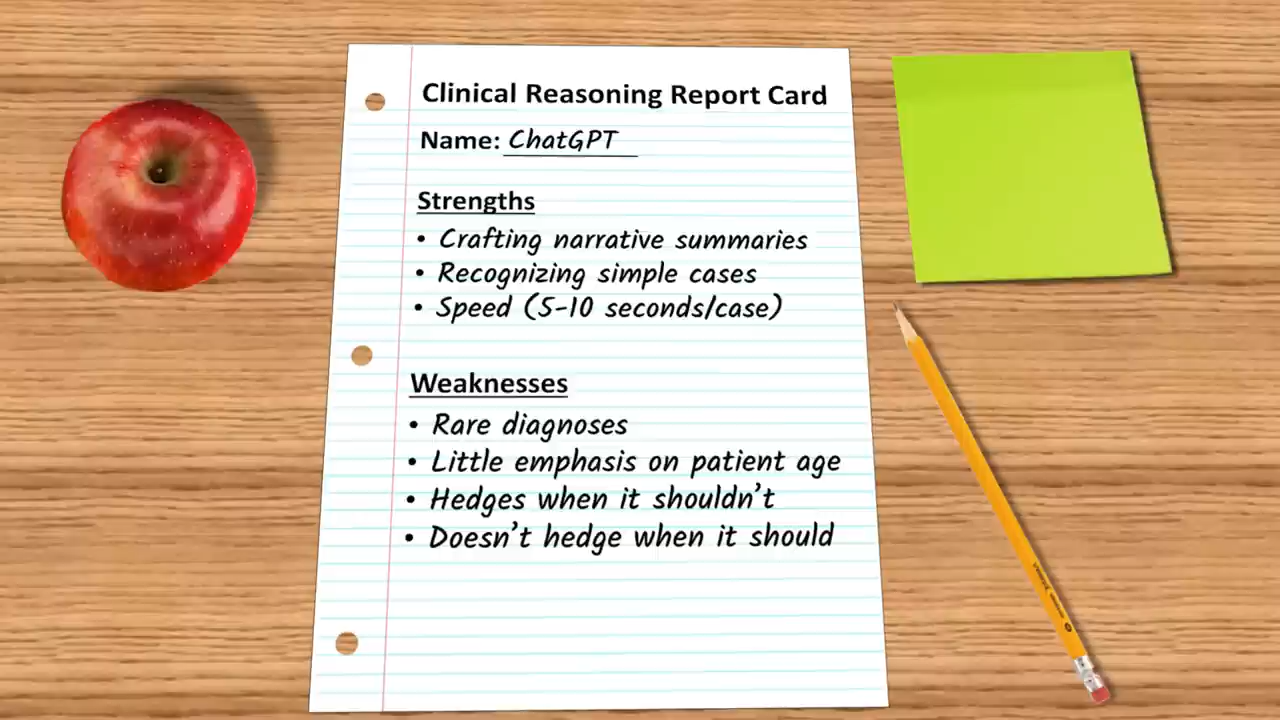 Clinical Reasoning Report Card
Name: ChatGPT
Strengths
• Crafting narrative summaries
• Recognizing simple cases
• Speed (5-10 seconds/case)
Weaknesses
• Rare diagnoses
• Little emphasis on patient age
• Hedges when it shouldn't
• Doesn't hedge when it should